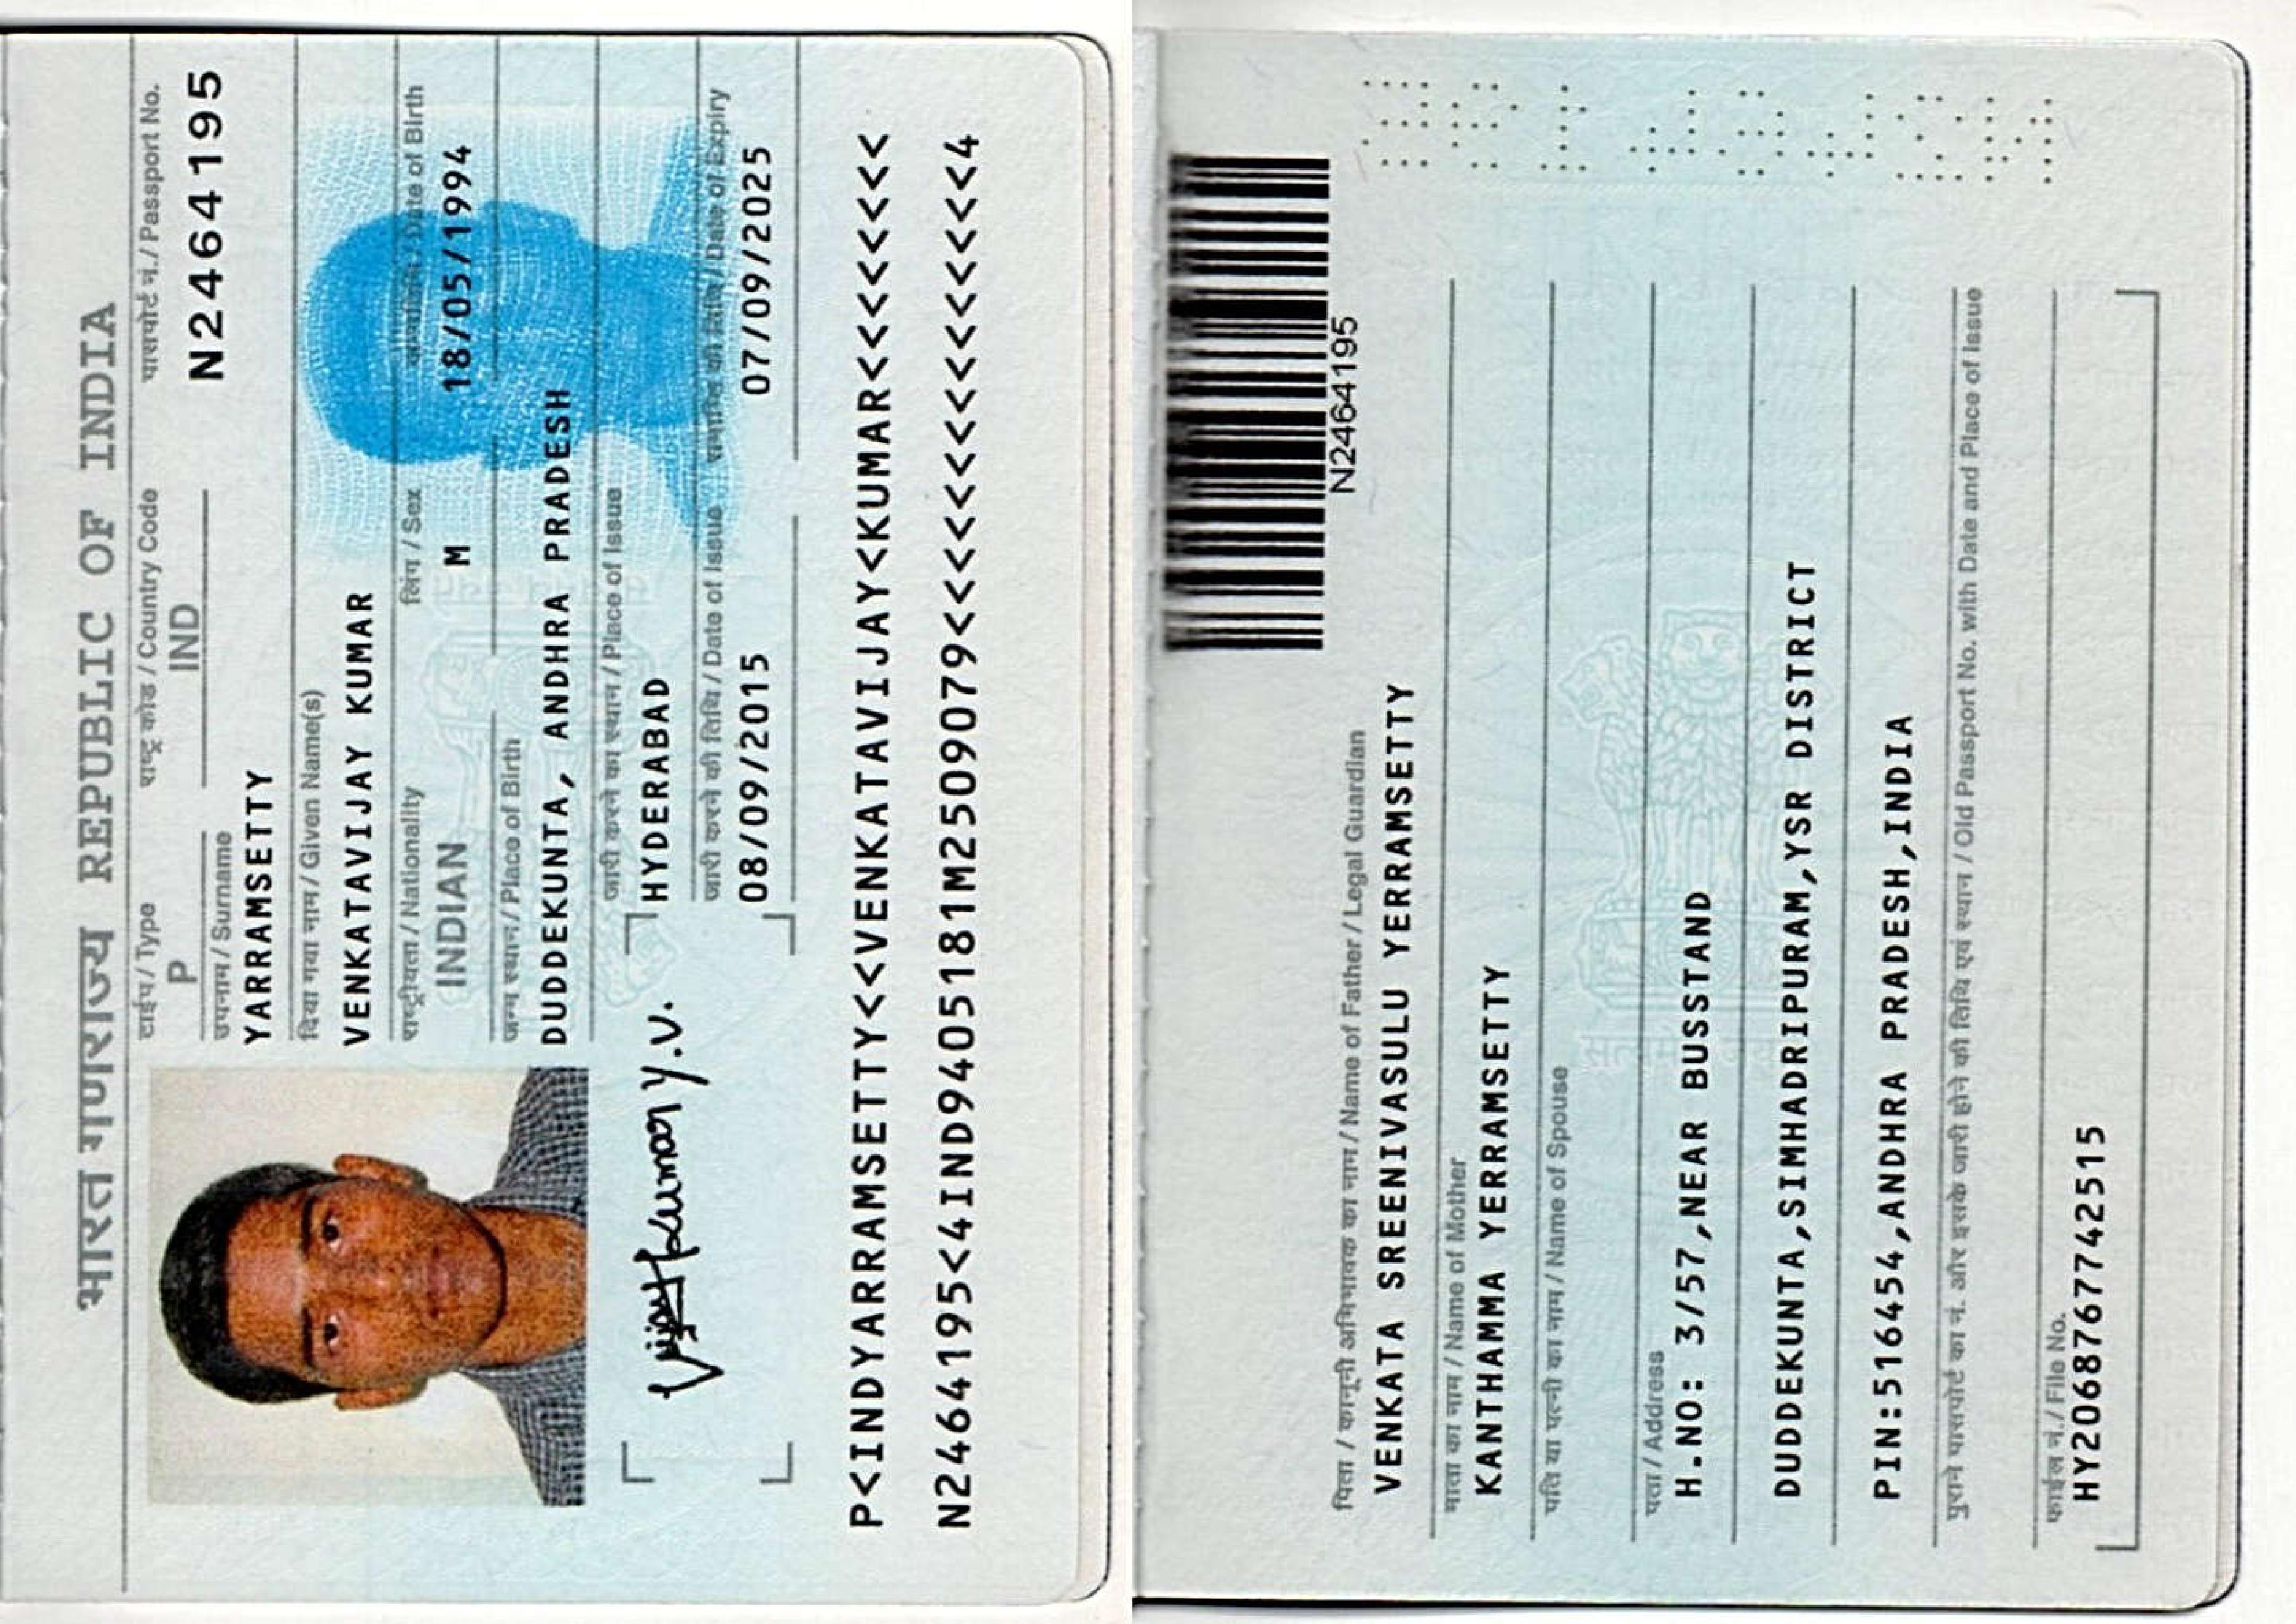 भारत गणराज्य REPUBLIC OF INDIA
टाईप / Type
राष्ट्र कोड / Country Code
पासपोर्ट नं. / Passport No.
P
IND
N2464195
उपनाम / Surname
YARRAMSETTY
दिया गया नाम / Given Name(s)
VENKATAVIJAY KUMAR
राष्ट्रीयता / Nationality
लिंग / Sex
जन्मतिथि / Date of Birth
INDIAN
M
18/05/1994
जन्म स्थान / Place of Birth
DUDDEKUNTA, ANDHRA PRADESH
जारी करने का स्थान / Place of Issue
HYDERABAD
जारी करने की तिथि / Date of Issue
समाप्ति की तिथि / Date of Expiry
08/09/2015
07/09/2025
Vijay Kumar Y.V.
P<INDYARRAMSETTY<<VENKATAVIJAY<KUMAR<<<<<<<<
N2464195<4IND9405181M2509079<<<<<<<<<<<<<<<4
N2464195
पिता / कानूनी अभिभावक का नाम / Name of Father / Legal Guardian
VENKATA SREENIVASULU YERRAMSETTY
माता का नाम / Name of Mother
KANTHAMMA YERRAMSETTY
पति या पत्नी का नाम / Name of Spouse
पता / Address
H.NO: 3/57,NEAR BUSSTAND
DUDDEKUNTA,SIMHADRIPURAM,YSR DISTRICT
PIN:516454,ANDHRA PRADESH,INDIA
पुराने पासपोर्ट का नं. और इसके जारी होने की तिथि एवं स्थान / Old Passport No. with Date and Place of Issue
फाईल नं. / File No.
HY2068767742515